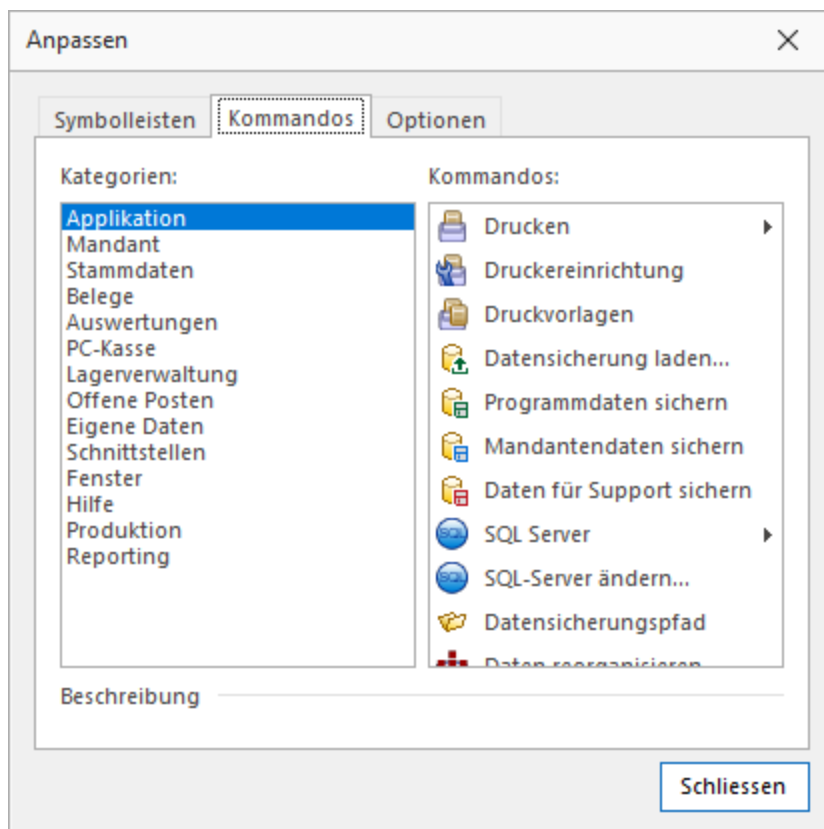 Anpassen
Symbolleisten
Kommandos
Optionen
Kategorien:
Applikation
Mandant
Stammdaten
Belege
Auswertungen
PC-Kasse
Lagerverwaltung
Offene Posten
Eigene Daten
Schnittstellen
Fenster
Hilfe
Produktion
Reporting
Kommandos:
Drucken
Druckereinrichtung
Druckvorlagen
Datensicherung laden...
Programmdaten sichern
Mandantendaten sichern
Daten für Support sichern
SQL Server
SQL-Server ändern...
Datensicherungspfad
Daten reorganisieren
Beschreibung
Schliessen